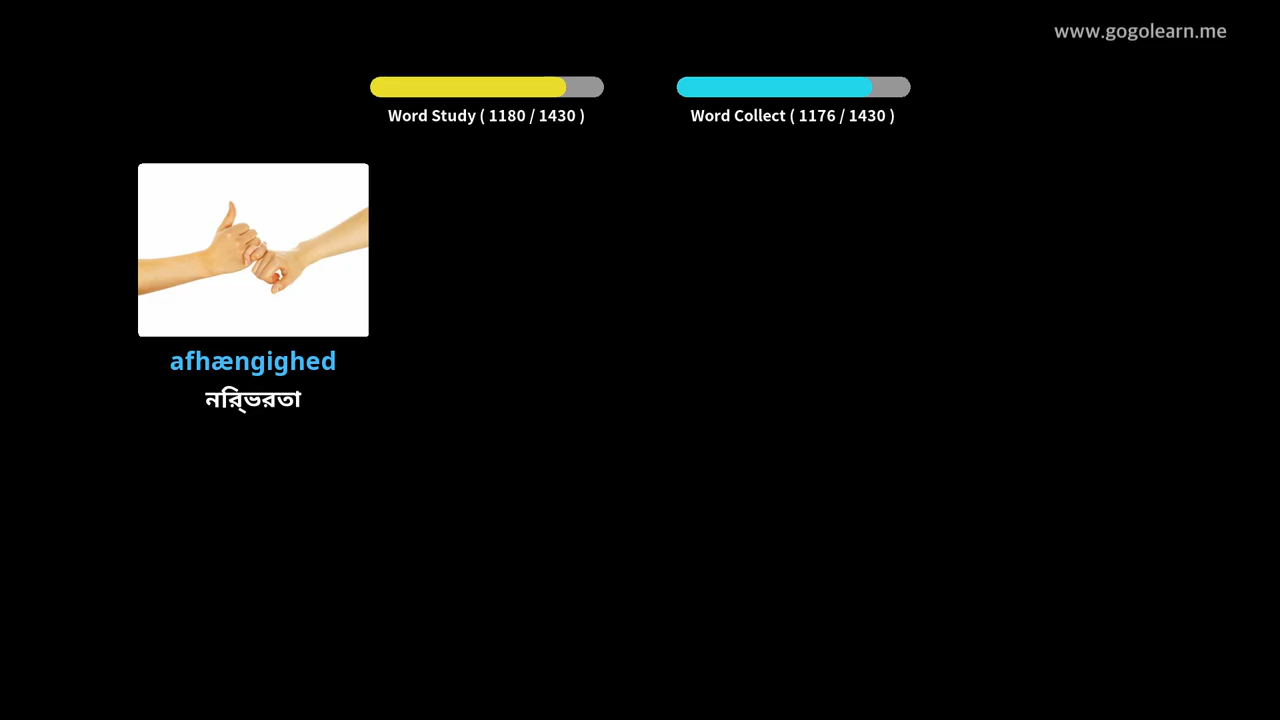 www.gogolearn.me
Word Study ( 1180 / 1430 )
Word Collect ( 1176 / 1430 )
afhængighed
নির্ভরতা